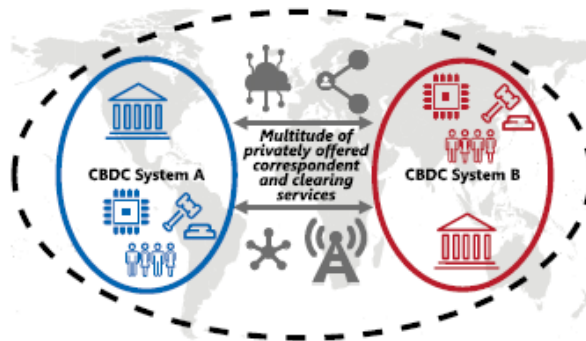 Multitude of
privately offered
correspondent
and clearing
services
CBDC System A
CBDC System B